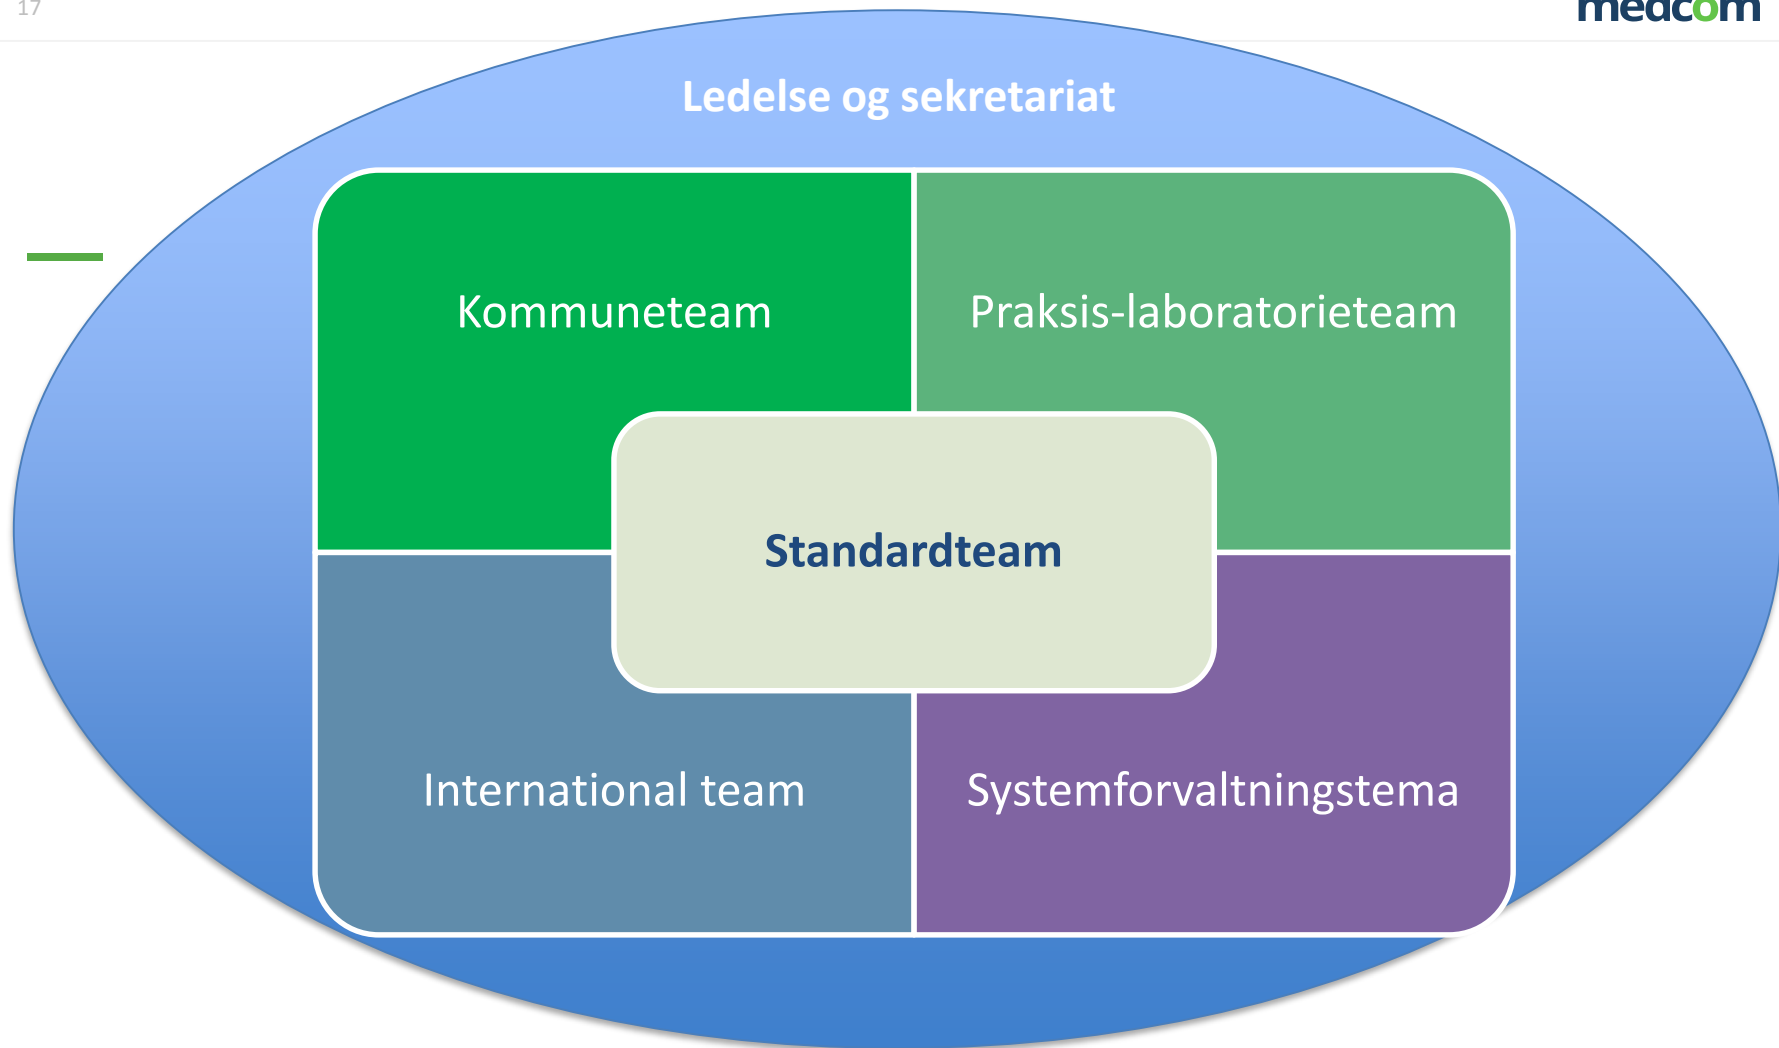 17
medcom
Ledelse og sekretariat
Kommuneteam
Praksis-laboratorieteam
Standardteam
International team
Systemforvaltningstema